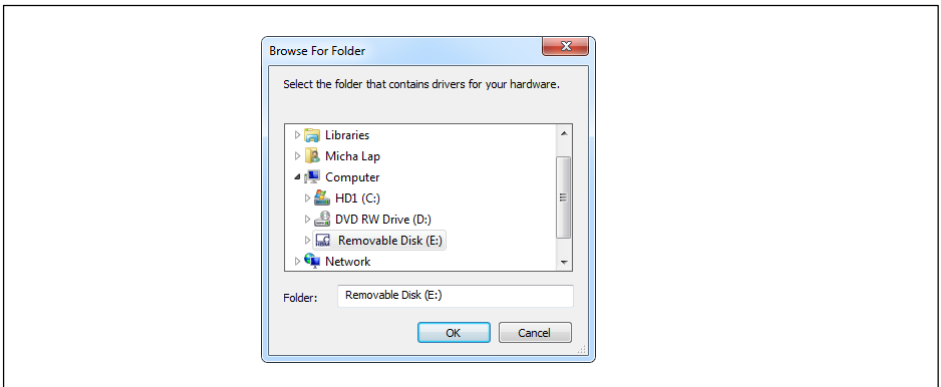 Browse For Folder
Select the folder that contains drivers for your hardware.
Libraries
Micha Lap
Computer
HD1 (C:)
DVD RW Drive (D:)
Removable Disk (E:)
Network
Folder: Removable Disk (E:)
OK Cancel